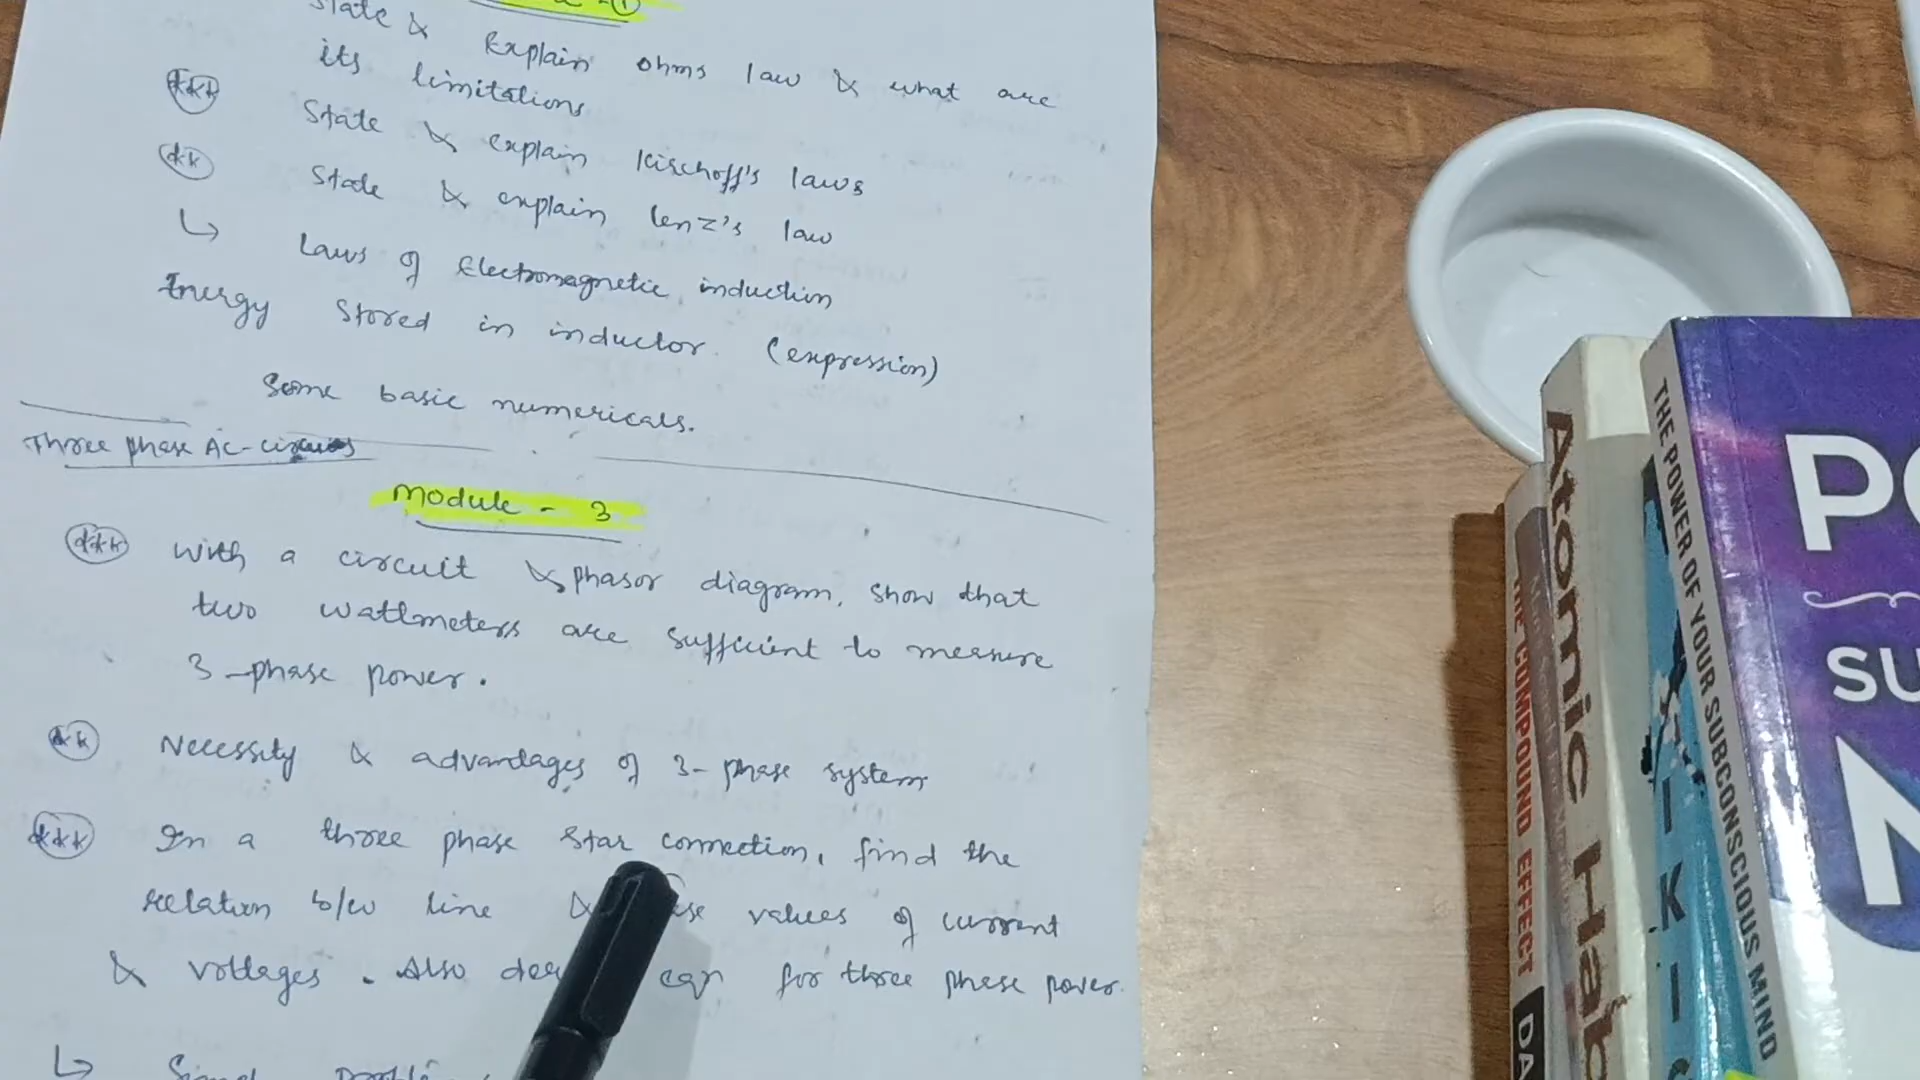 State & Explain ohms law & what are
its limitations
*** State & explain Kirchoff's laws
** State & explain lenz's law
↳ Laws of Electromagnetic induction
Energy stored in inductor. (expression)
Some basic numericals.
Three phase AC-circuits
Module - 3
*** With a circuit & phasor diagram, show that
two wattmeters are sufficient to measure
3-phase power.
** Necessity & advantages of 3-phase system
*** In a three phase star connection, find the
relation b/w line & values of current
& voltages. Also eqn for three phase power.
↳
Atomic Hab
THE COMPOUND EFFECT
DA
IKIG
THE POWER OF YOUR SUBCONSCIOUS MIND
PO
SU